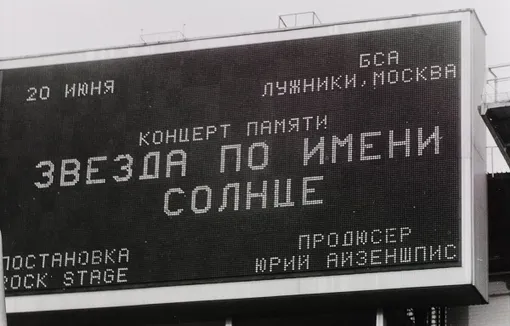 20 ИЮНЯ
БСА
ЛУЖНИКИ, МОСКВА
КОНЦЕРТ ПАМЯТИ
ЗВЕЗДА ПО ИМЕНИ
СОЛНЦЕ
ПОСТАНОВКА
ROCK STAGE
ПРОДЮСЕР
ЮРИЙ АЙЗЕНШПИС